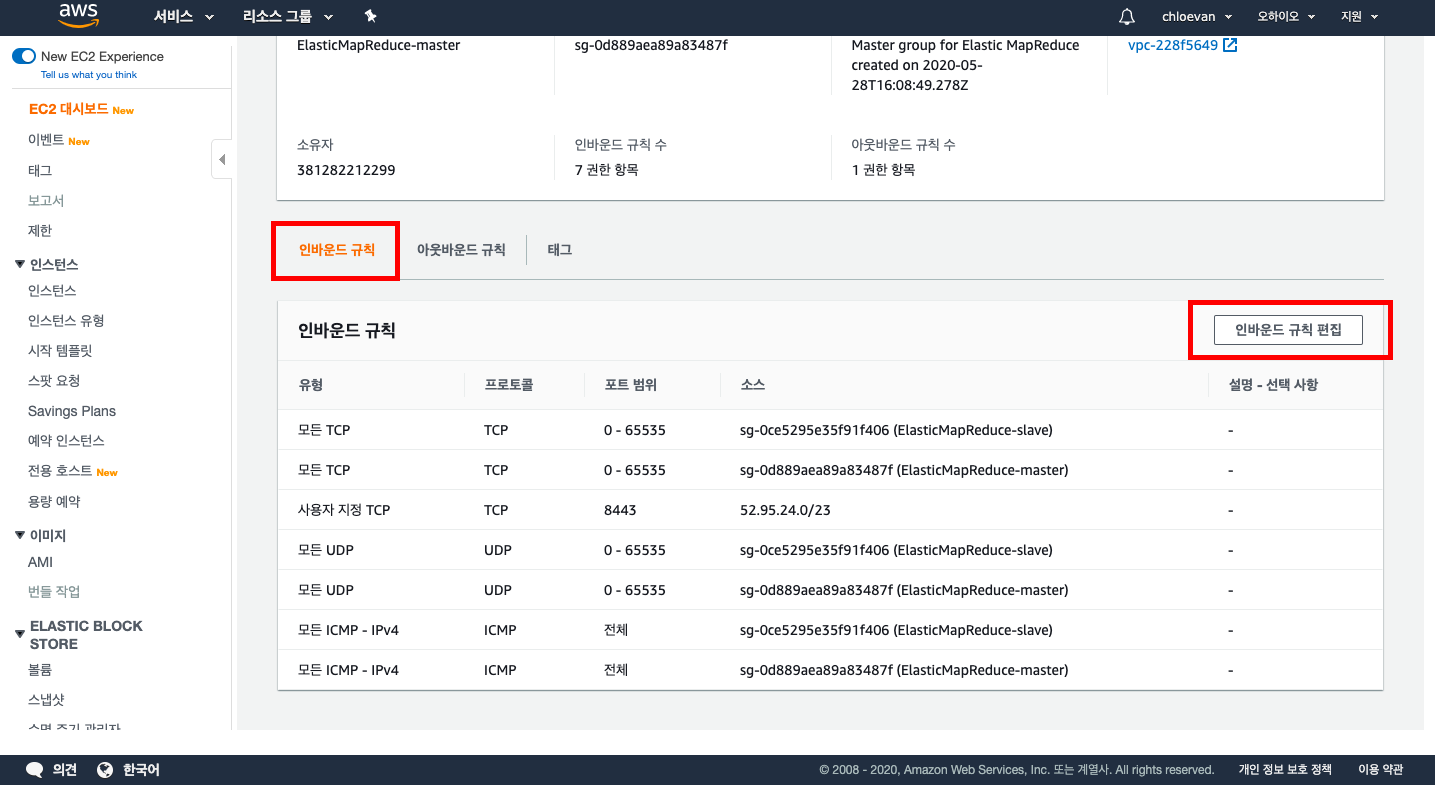 aws 서비스 리소스 그룹 chloevan 오하이오 지원
New EC2 Experience
Tell us what you think
EC2 대시보드 New
이벤트 New
태그
보고서
제한
인스턴스
인스턴스
인스턴스 유형
시작 템플릿
스팟 요청
Savings Plans
예약 인스턴스
전용 호스트 New
용량 예약
이미지
AMI
번들 작업
ELASTIC BLOCK
STORE
볼륨
스냅샷
수명 주기 관리자
ElasticMapReduce-master sg-0d889aea89a83487f Master group for Elastic MapReduce vpc-228f5649
created on 2020-05-
28T16:08:49.278Z
소유자 인바운드 규칙 수 아웃바운드 규칙 수
381282212299 7 권한 항목 1 권한 항목
인바운드 규칙 아웃바운드 규칙 태그
인바운드 규칙 인바운드 규칙 편집
유형 프로토콜 포트 범위 소스 설명 - 선택 사항
모든 TCP TCP 0 - 65535 sg-0ce5295e35f91f406 (ElasticMapReduce-slave) -
모든 TCP TCP 0 - 65535 sg-0d889aea89a83487f (ElasticMapReduce-master) -
사용자 지정 TCP TCP 8443 52.95.24.0/23 -
모든 UDP UDP 0 - 65535 sg-0ce5295e35f91f406 (ElasticMapReduce-slave) -
모든 UDP UDP 0 - 65535 sg-0d889aea89a83487f (ElasticMapReduce-master) -
모든 ICMP - IPv4 ICMP 전체 sg-0ce5295e35f91f406 (ElasticMapReduce-slave) -
모든 ICMP - IPv4 ICMP 전체 sg-0d889aea89a83487f (ElasticMapReduce-master) -
의견 한국어 © 2008 - 2020, Amazon Web Services, Inc. 또는 계열사. All rights reserved. 개인 정보 보호 정책 이용 약관